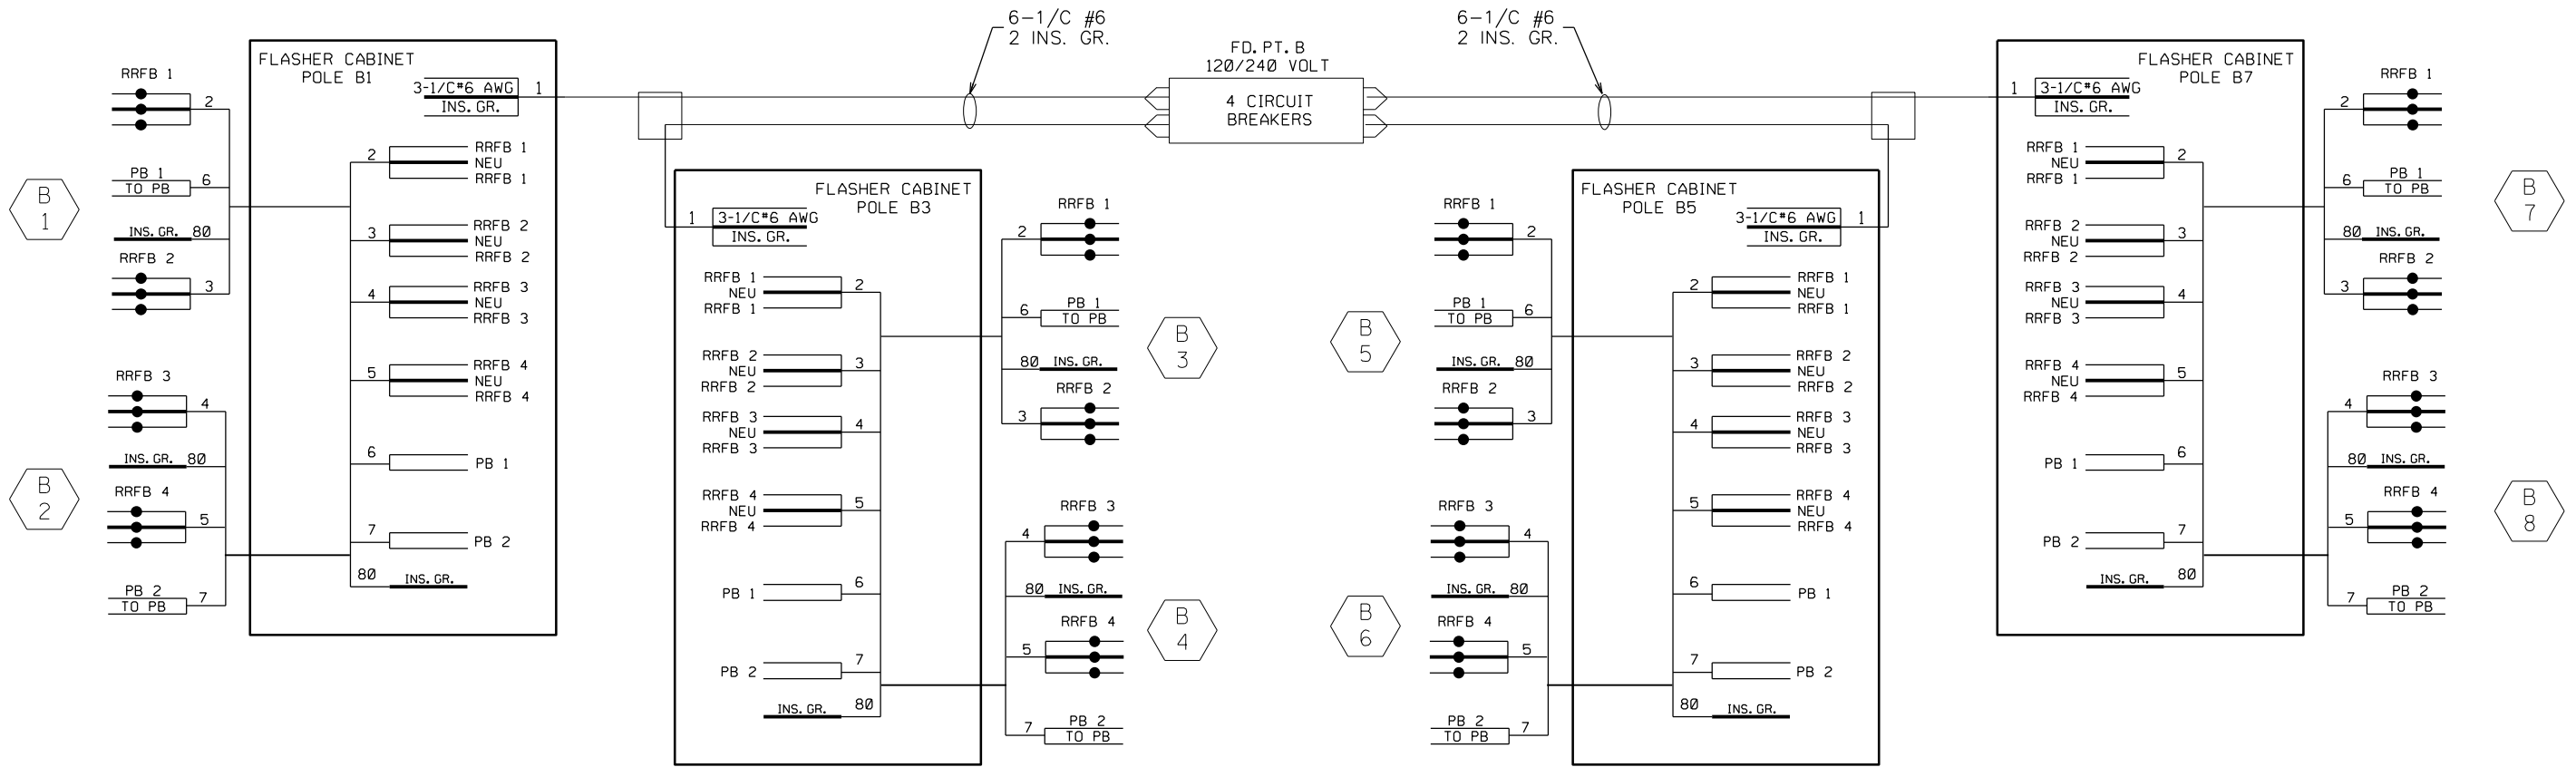 6-1/C #6
2 INS. GR.
FD. PT. B
120/240 VOLT
4 CIRCUIT
BREAKERS
6-1/C #6
2 INS. GR.
RRFB 1
2
PB 1
TO PB
6
INS. GR. 80
RRFB 2
3
B
1
RRFB 3
4
INS. GR. 80
RRFB 4
5
PB 2
TO PB
7
B
2
FLASHER CABINET
POLE B1
3-1/C#6 AWG
INS. GR.
1
2
RRFB 1
NEU
RRFB 1
3
RRFB 2
NEU
RRFB 2
4
RRFB 3
NEU
RRFB 3
5
RRFB 4
NEU
RRFB 4
6
PB 1
7
PB 2
80
INS. GR.
FLASHER CABINET
POLE B3
1
3-1/C#6 AWG
INS. GR.
RRFB 1
NEU
RRFB 1
2
RRFB 2
NEU
RRFB 2
3
RRFB 3
NEU
RRFB 3
4
RRFB 4
NEU
RRFB 4
5
PB 1
6
PB 2
7
INS. GR.
80
RRFB 1
2
6
PB 1
TO PB
80 INS. GR.
RRFB 2
3
B
3
RRFB 3
4
80 INS. GR.
RRFB 4
5
7
PB 2
TO PB
B
4
RRFB 1
2
PB 1
TO PB
6
INS. GR. 80
RRFB 2
3
B
5
RRFB 3
4
INS. GR. 80
RRFB 4
5
PB 2
TO PB
7
B
6
FLASHER CABINET
POLE B5
3-1/C#6 AWG
INS. GR.
1
2
RRFB 1
NEU
RRFB 1
3
RRFB 2
NEU
RRFB 2
4
RRFB 3
NEU
RRFB 3
5
RRFB 4
NEU
RRFB 4
6
PB 1
7
PB 2
80
INS. GR.
FLASHER CABINET
POLE B7
1
3-1/C#6 AWG
INS. GR.
RRFB 1
NEU
RRFB 1
2
RRFB 2
NEU
RRFB 2
3
RRFB 3
NEU
RRFB 3
4
RRFB 4
NEU
RRFB 4
5
PB 1
6
PB 2
7
INS. GR.
80
RRFB 1
2
6
PB 1
TO PB
80 INS. GR.
RRFB 2
3
B
7
RRFB 3
4
80 INS. GR.
RRFB 4
5
7
PB 2
TO PB
B
8